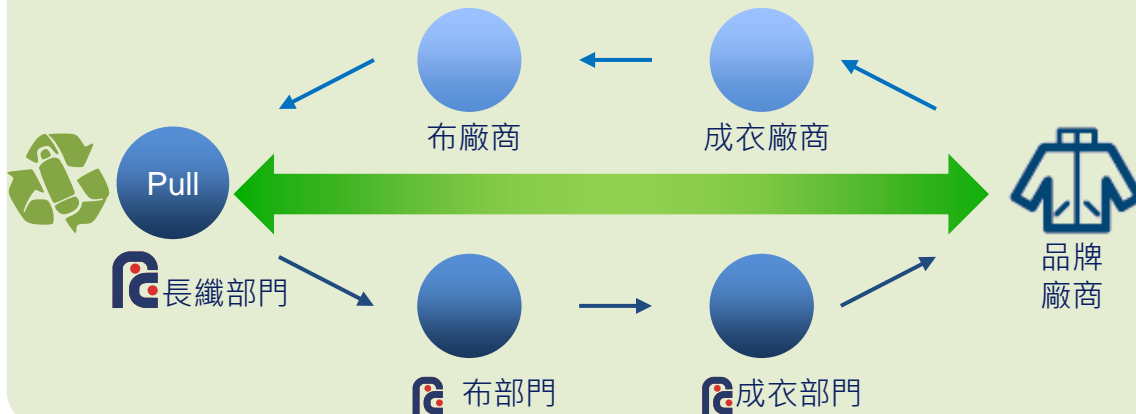 布廠商
成衣廠商
Pull
長纖部門
品牌
廠商
布部門
成衣部門